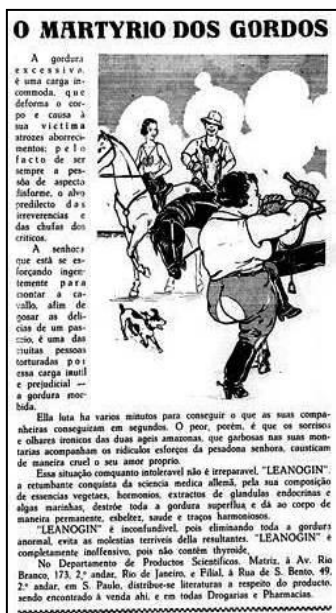 O MARTYRIO DOS GORDOS
A gordura
excessiva,
é uma carga in-
commoda, que
deforma o cor-
po e causa à
sua victima
atrozes aborreci-
mentos; pelo
facto de ser
sempre a pes-
sôa de aspecto
fusiforme, o alvo
predilecto das
irreverencias e
das chufas dos
criticos.
A senhora
que está se es-
forçando ingen-
temente para
montar a ca-
vallo, afim de
gosar as deli-
cias de um pas-
seio, é uma das
muitas pessoas
torturadas por
essa carga inutil
e prejudicial —
a gordura mor-
bida.
Ella luta ha varios minutos para conseguir o que as suas compa-
nheiras conseguiram em segundos. O peor, porém, é que os sorrisos
e olhares ironicos das duas ageis amazonas, que garbosas nas suas mon-
tarias acompanham os ridiculos esforços da pesadona senhora, causticam
de maneira cruel o seu amor proprio.
Essa situação comquanto intoleravel não é irreparavel. "LEANOGIN",
a retumbante conquista da sciencia medica allemã, pela sua composição
de essencias vegetaes, hormonios, extractos de glandulas endocrinas e
algas marinhas, destróe toda a gordura superflua e dá ao corpo de
maneira permanente, esbeltez, saude e traços harmoniosos.
"LEANOGIN" é inconfundivel, pois eliminando toda a gordura
anormal, evita as molestias terriveis della resultantes. "LEANOGIN" é
completamente inoffensivo, pois não contém thyroide.
No Departamento de Productos Scientificos. Matriz, à Av. Rio
Branco, 173, 2.º andar, Rio de Janeiro, e Filial, á Rua de S. Bento, 49,
2.º andar, em S. Paulo, distribue-se literaturas a respeito do producto,
sendo encontrado à venda ahi, e em todas Drogarias e Pharmacias.